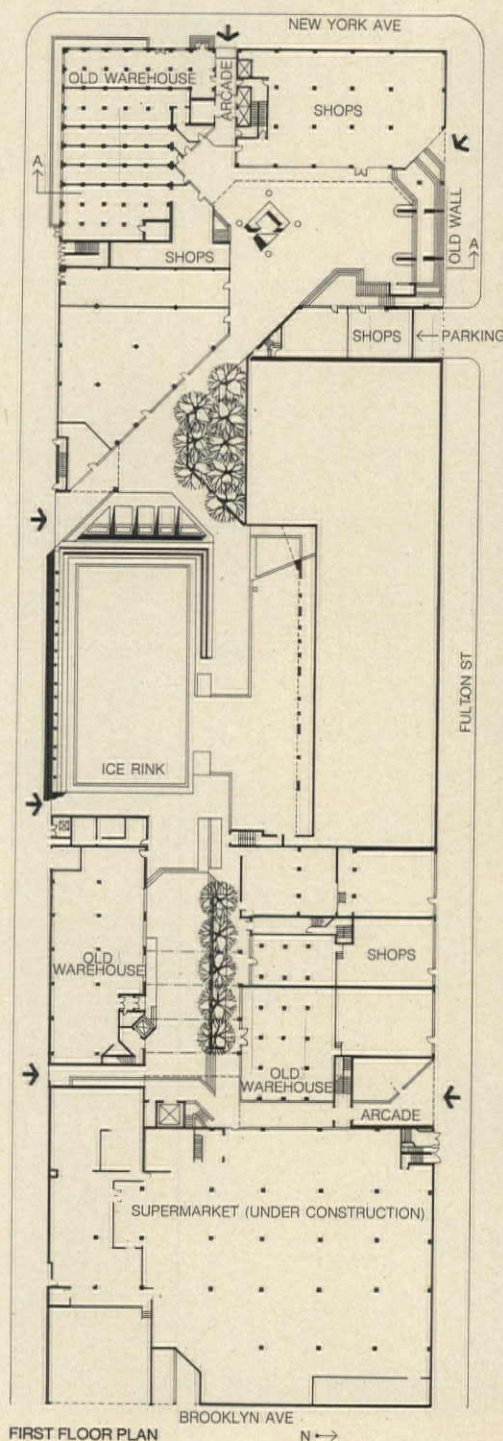 NEW YORK AVE
OLD WAREHOUSE
ARCADE
SHOPS
A
OLD WALL
A
SHOPS
SHOPS
PARKING
FULTON ST
ICE RINK
OLD
WAREHOUSE
SHOPS
OLD
WAREHOUSE
ARCADE
SUPERMARKET (UNDER CONSTRUCTION)
BROOKLYN AVE
FIRST FLOOR PLAN
N